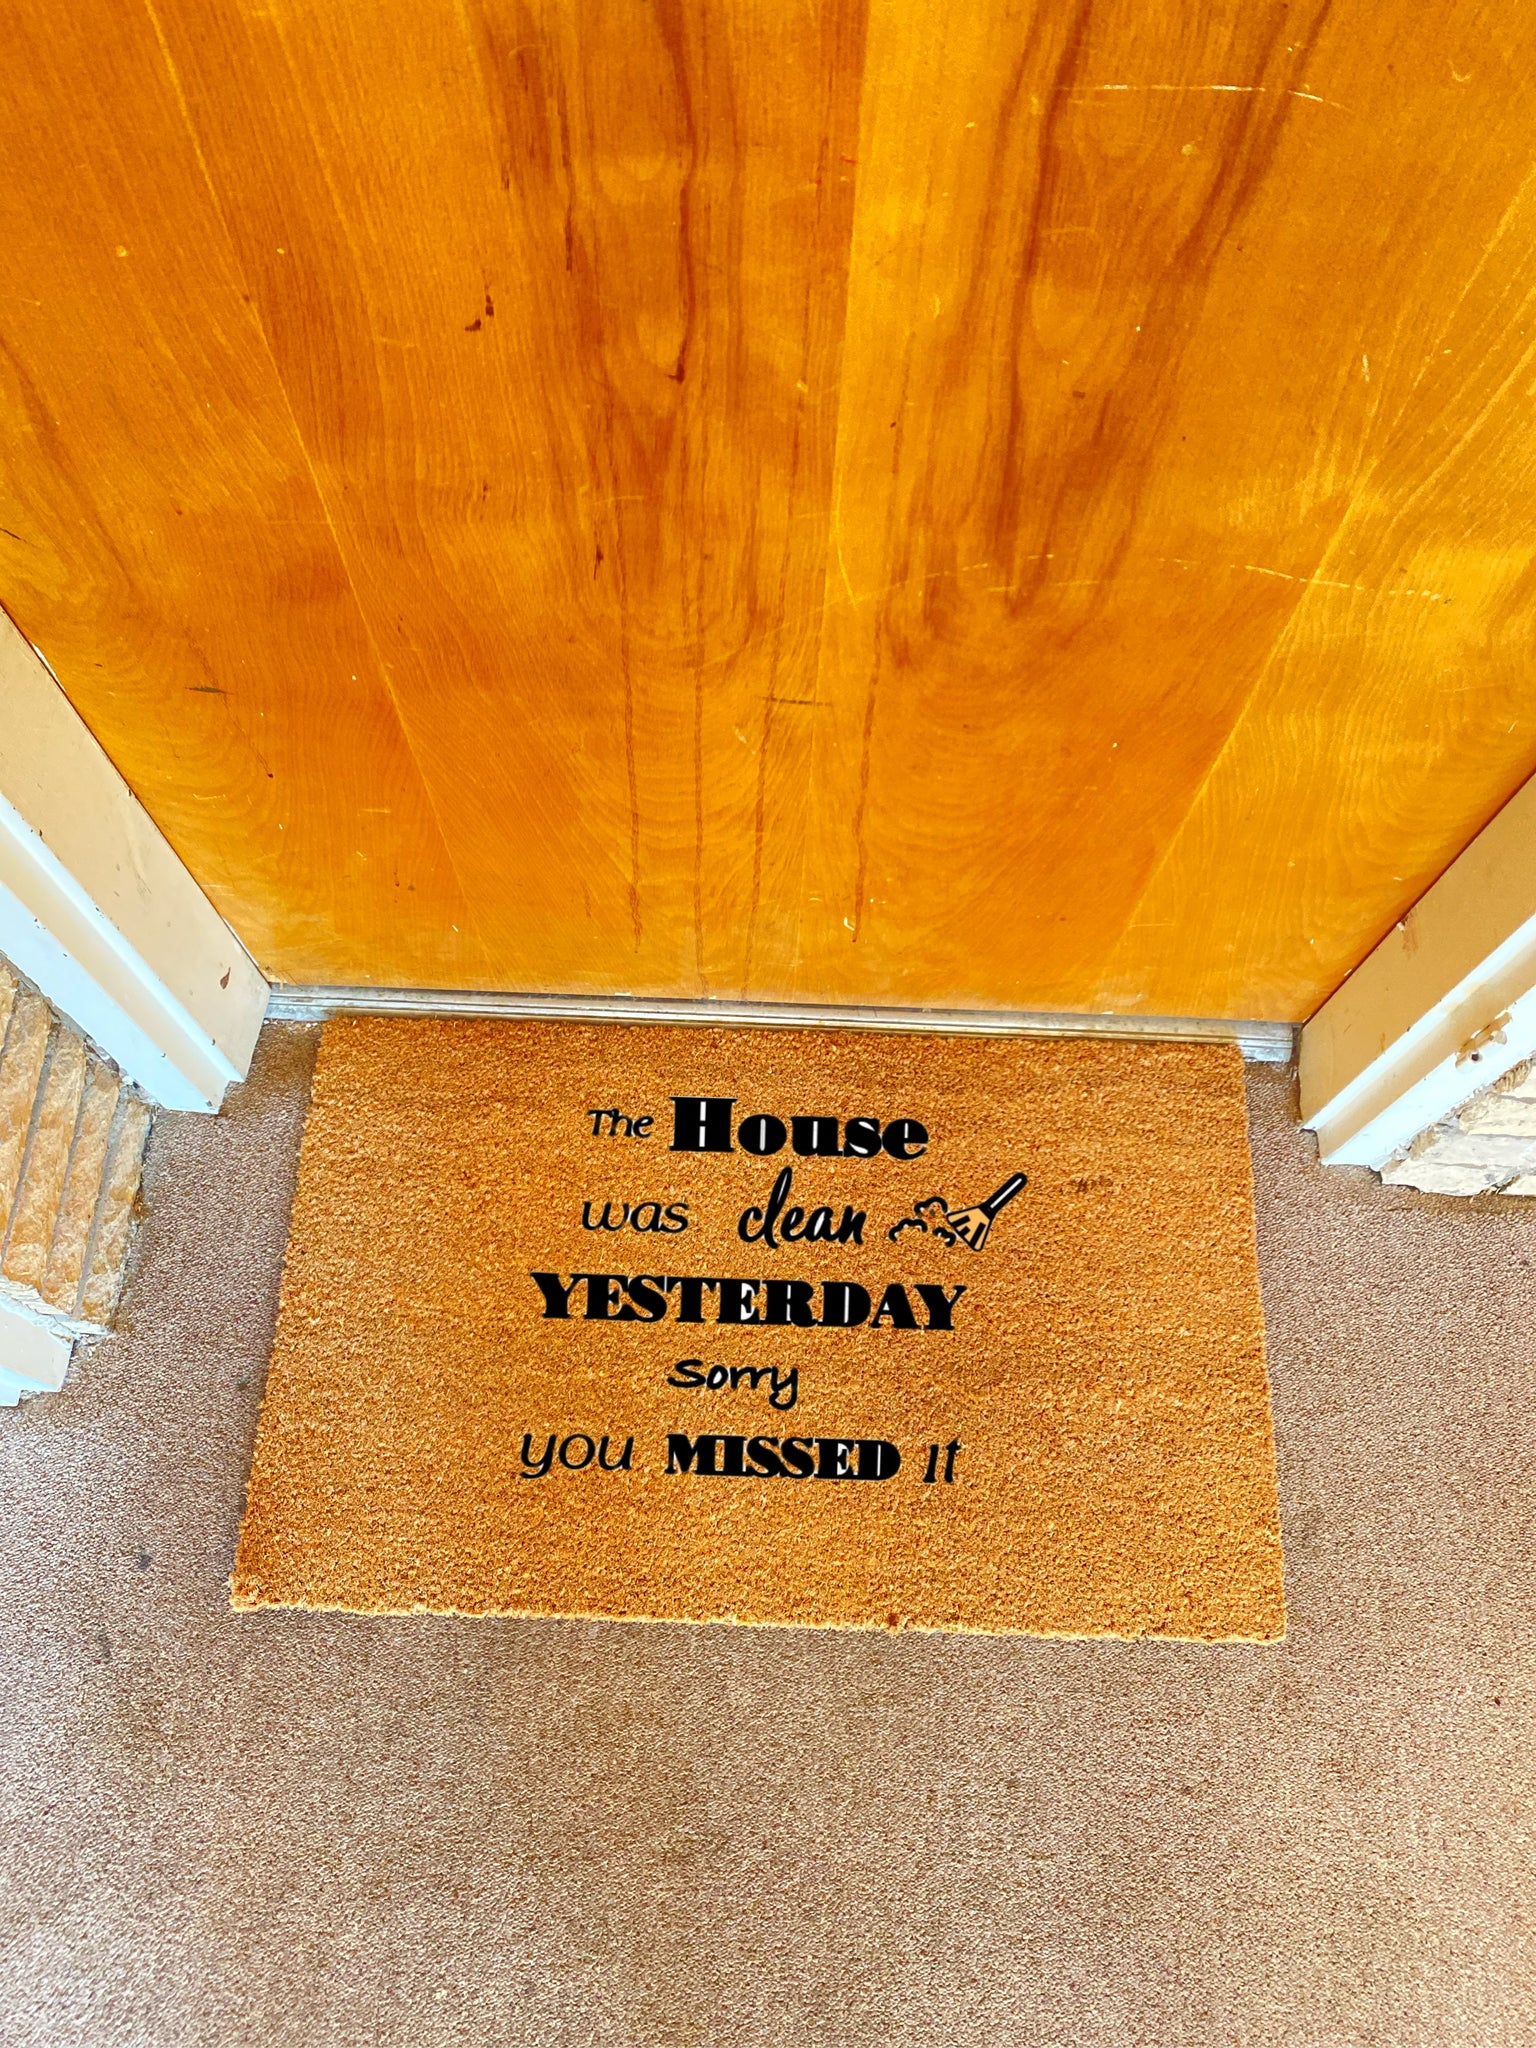 The House
was clean
YESTERDAY
Sorry
you MISSED it